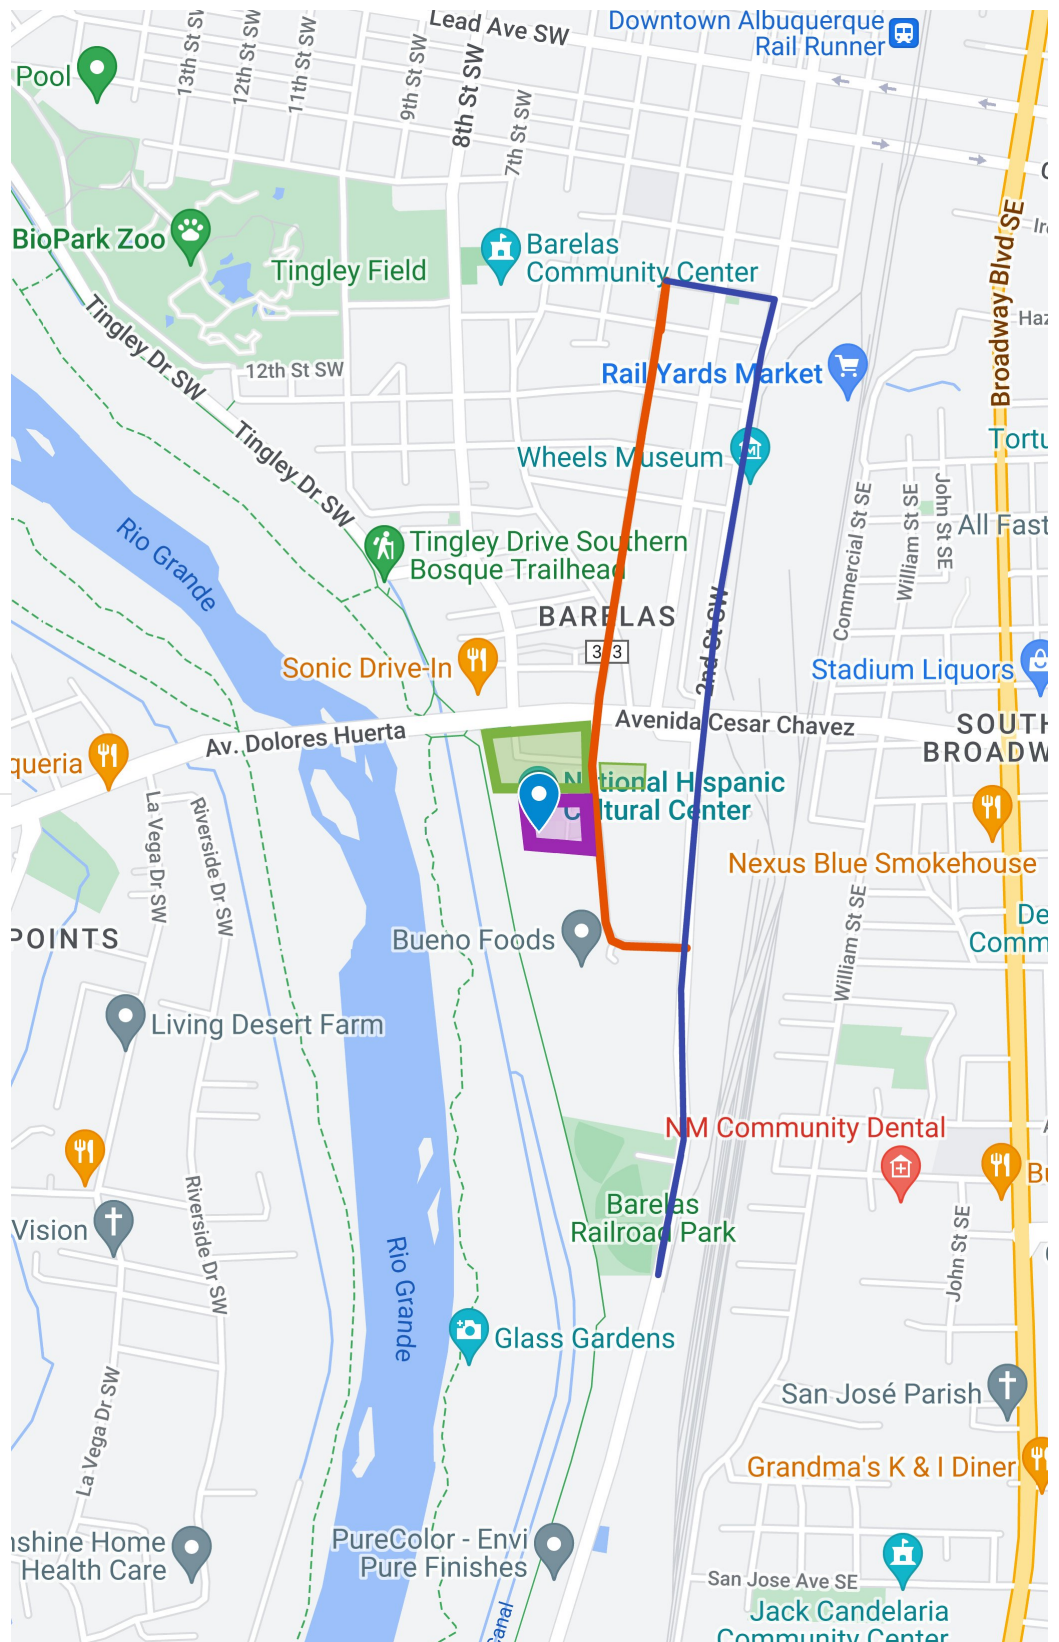 Lead Ave SW
Downtown Albuquerque
Rail Runner
Pool
13th St SW
12th St SW
11th St SW
9th St SW
8th St SW
7th St SW
BioPark Zoo
Tingley Field
Barelas
Community Center
Broadway Blvd SE
Tingley Dr SW
12th St SW
Rail Yards Market
Tingley Dr SW
Wheels Museum
Rio Grande
Tingley Drive Southern
Bosque Trailhead
Commercial St SE
William St SE
John St SE
All Fast
BARELAS
Sonic Drive-In
2nd St SW
Stadium Liquors
Av. Dolores Huerta
Avenida Cesar Chavez
SOUTH
BROADW
queria
National Hispanic
Cultural Center
La Vega Dr SW
Riverside Dr SW
Nexus Blue Smokehouse
POINTS
Bueno Foods
William St SE
De
Comm
Living Desert Farm
NM Community Dental
Vision
Riverside Dr SW
Barelas
Railroad Park
Bu
John St SE
Rio Grande
Glass Gardens
La Vega Dr SW
San José Parish
Grandma's K & I Diner
nshine Home
Health Care
PureColor - Envi
Pure Finishes
San Jose Ave SE
Jack Candelaria
Community Center